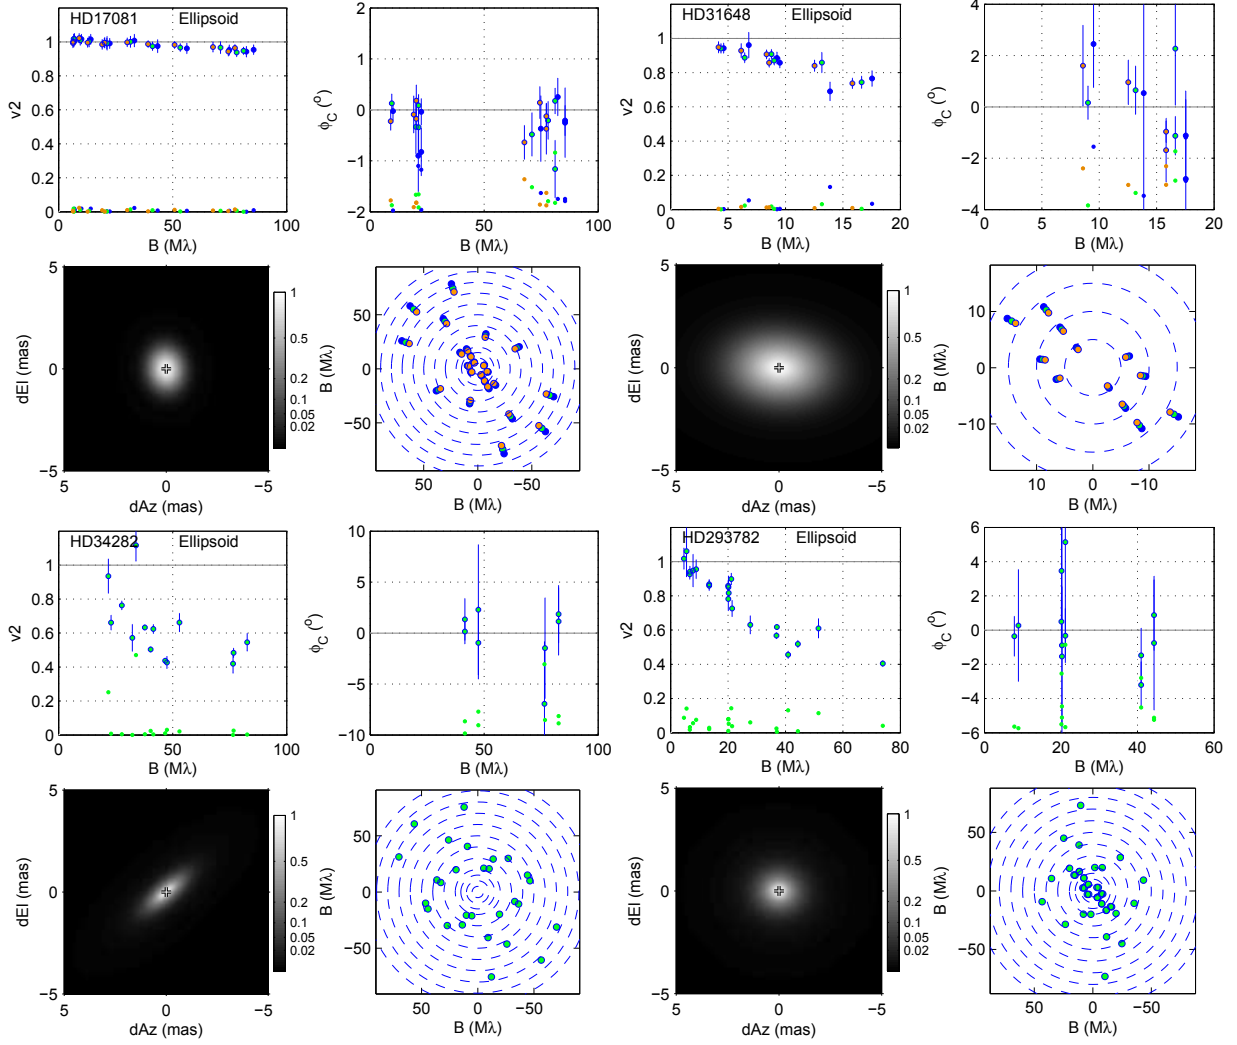 HD17081 Ellipsoid
1
0.8
0.6
0.4
0.2
0
v2
0 50 100
B (Mλ)
2
1
0
−1
−2
ϕC (o)
0 50 100
B (Mλ)
HD31648 Ellipsoid
1
0.8
0.6
0.4
0.2
0
v2
0 5 10 15 20
B (Mλ)
4
2
0
−2
−4
ϕC (o)
0 5 10 15 20
B (Mλ)
5
0
−5
dEl (mas)
5 0 −5
dAz (mas)
1
0.5
0.2
0.1
0.05
0.02
50
0
−50
B (Mλ)
50 0 −50
B (Mλ)
5
0
−5
dEl (mas)
5 0 −5
dAz (mas)
1
0.5
0.2
0.1
0.05
0.02
10
0
−10
B (Mλ)
10 0 −10
B (Mλ)
HD34282 Ellipsoid
1
0.8
0.6
0.4
0.2
0
v2
0 50 100
B (Mλ)
10
5
0
−5
−10
ϕC (o)
0 50 100
B (Mλ)
HD293782 Ellipsoid
1.2
1
0.8
0.6
0.4
0.2
0
v2
0 20 40 60 80
B (Mλ)
6
4
2
0
−2
−4
−6
ϕC (o)
0 20 40 60
B (Mλ)
5
0
−5
dEl (mas)
5 0 −5
dAz (mas)
1
0.5
0.2
0.1
0.05
0.02
50
0
−50
B (Mλ)
50 0 −50
B (Mλ)
5
0
−5
dEl (mas)
5 0 −5
dAz (mas)
1
0.5
0.2
0.1
0.05
0.02
50
0
−50
B (Mλ)
50 0 −50
B (Mλ)